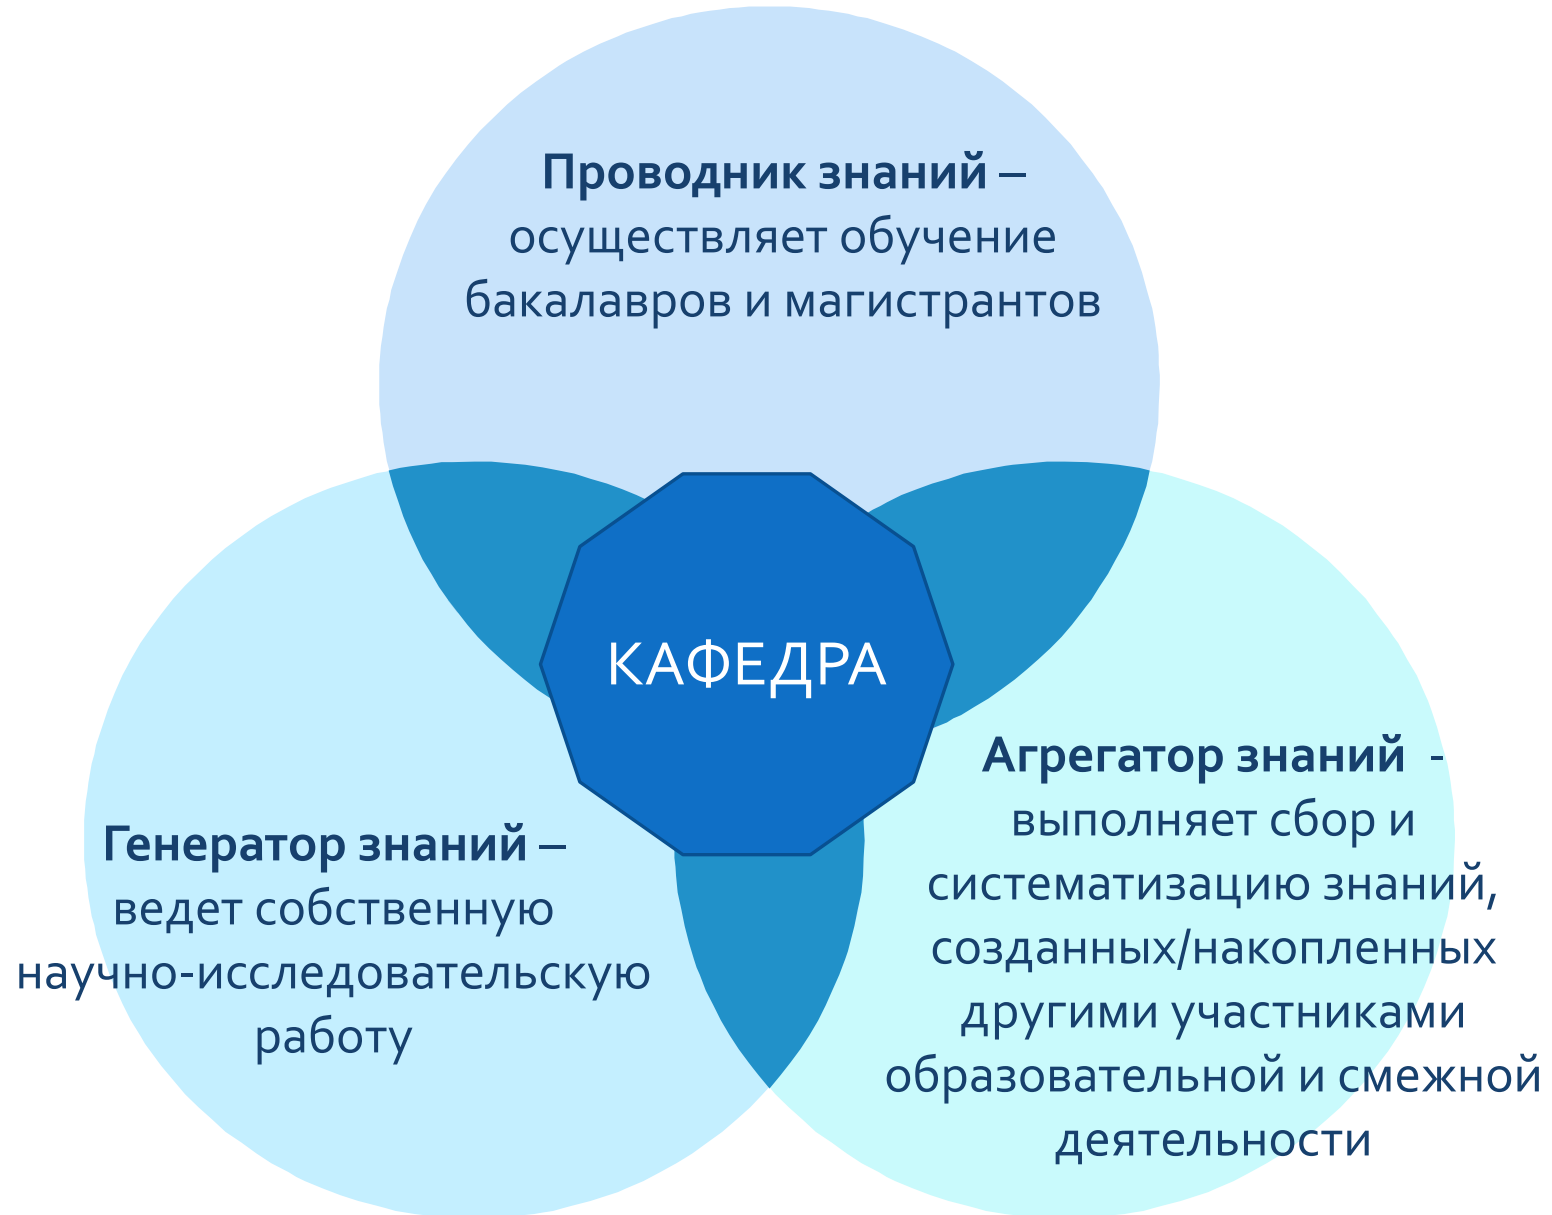 Проводник знаний –
осуществляет обучение
бакалавров и магистрантов
КАФЕДРА
Генератор знаний –
ведет собственную
научно-исследовательскую
работу
Агрегатор знаний -
выполняет сбор и
систематизацию знаний,
созданных/накопленных
другими участниками
образовательной и смежной
деятельности